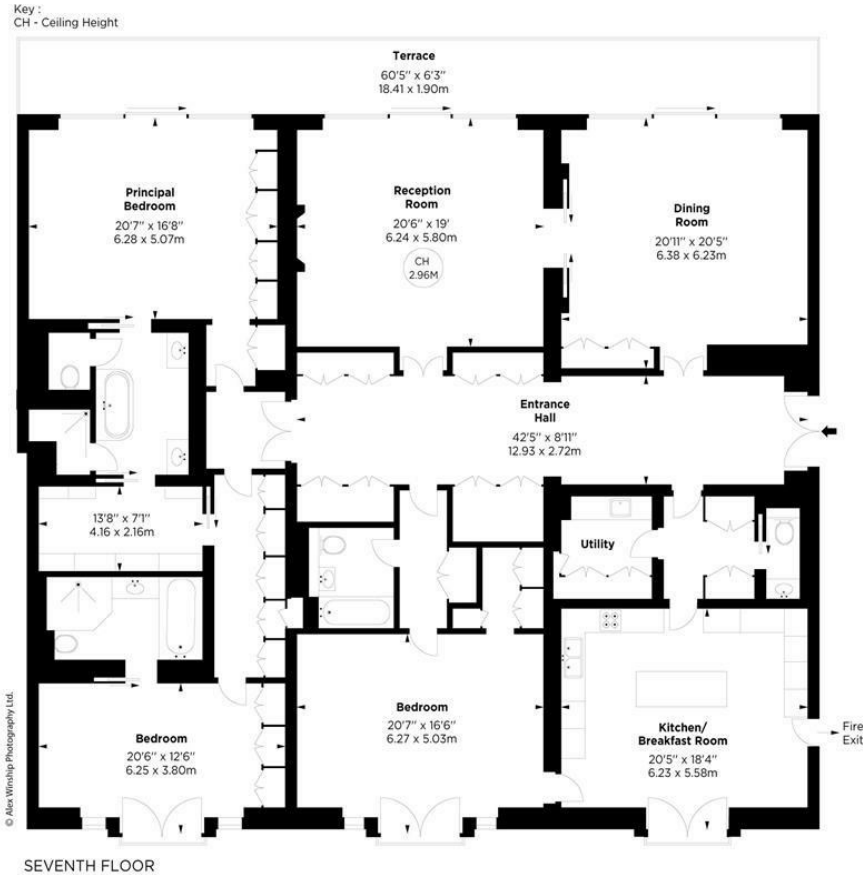 Key :
CH - Ceiling Height
Terrace
60'5" x 6'3"
18.41 x 1.90m
Principal
Bedroom
20'7" x 16'8"
6.28 x 5.07m
Reception
Room
20'6" x 19'
6.24 x 5.80m
CH
2.96M
Dining
Room
20'11" x 20'5"
6.38 x 6.23m
Entrance
Hall
42'5" x 8'11"
12.93 x 2.72m
13'8" x 7'1"
4.16 x 2.16m
Utility
Bedroom
20'6" x 12'6"
6.25 x 3.80m
Bedroom
20'7" x 16'6"
6.27 x 5.03m
Kitchen/
Breakfast Room
20'5" x 18'4"
6.23 x 5.58m
Fire
Exit
© Alex Winship Photography Ltd.
SEVENTH FLOOR